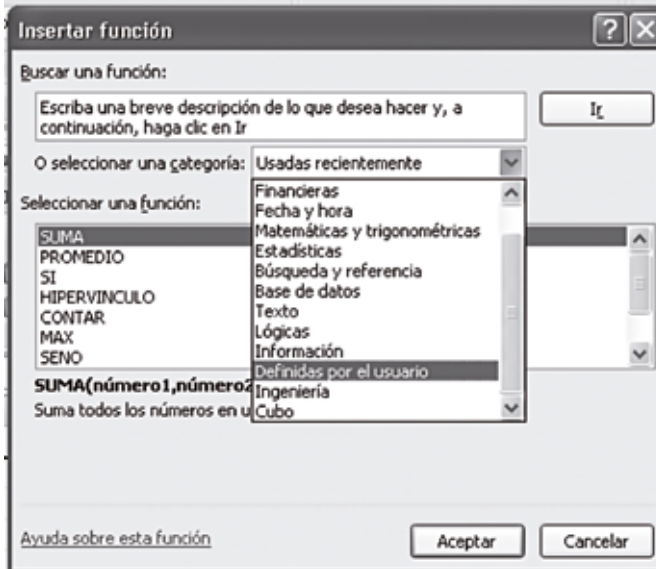 Insertar función
Buscar una función:
Escriba una breve descripción de lo que desea hacer y, a
continuación, haga clic en Ir
Ir
O seleccionar una categoría: Usadas recientemente
Financieras
Fecha y hora
Matemáticas y trigonométricas
Estadísticas
Búsqueda y referencia
Base de datos
Texto
Lógicas
Información
Definidas por el usuario
Ingeniería
Cubo
Seleccionar una función:
SUMA
PROMEDIO
SI
HIPERVINCULO
CONTAR
MAX
SENO
SUMA(número1,número2
Suma todos los números en u
Ayuda sobre esta función
Aceptar
Cancelar